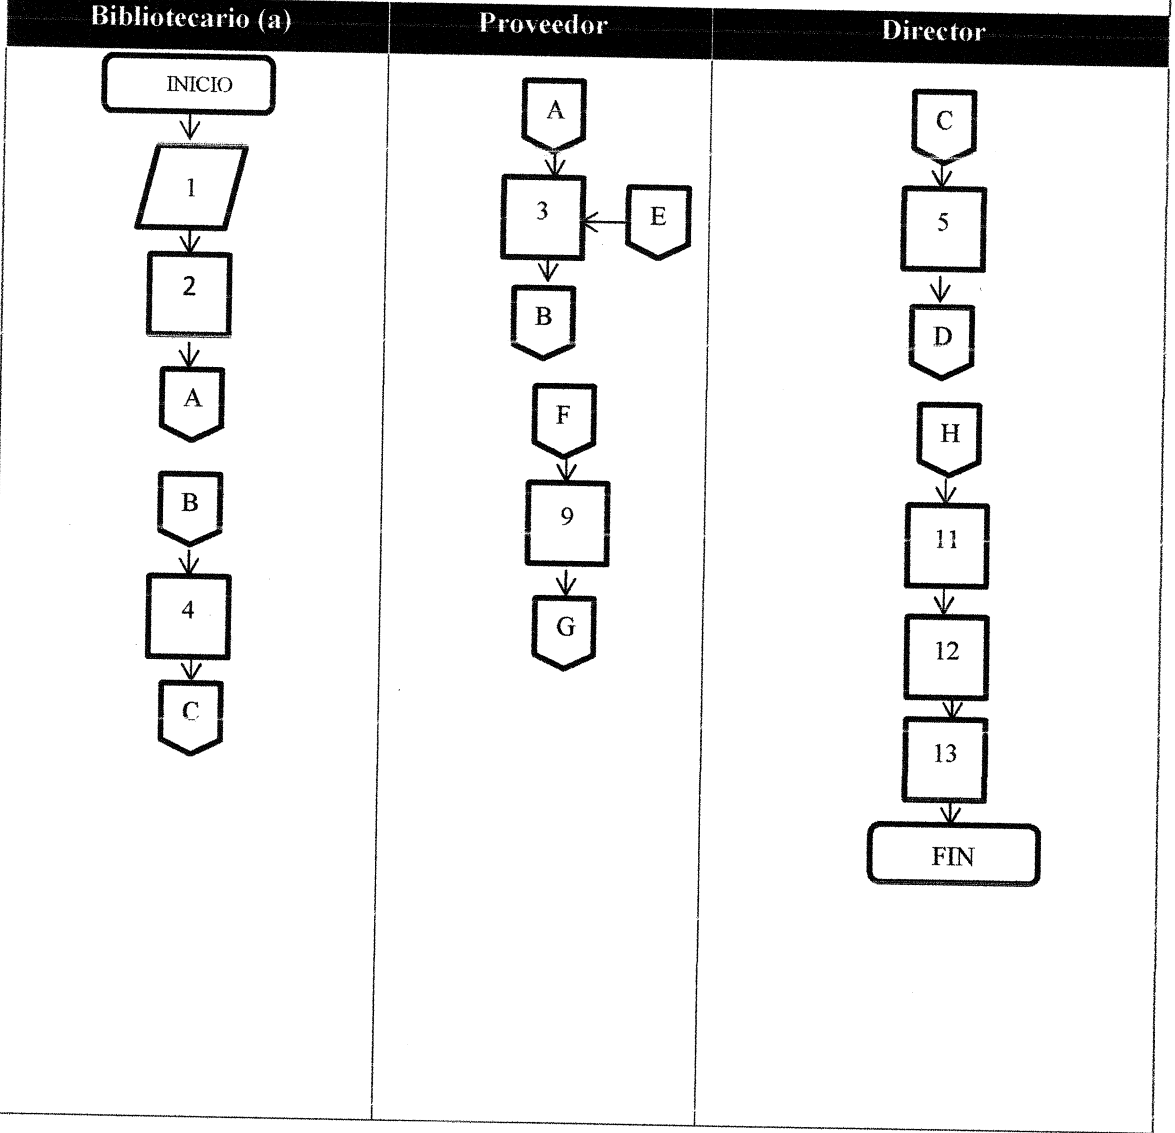 Bibliotecario (a)
Proveedor
Director
INICIO
1
2
A
B
4
C
A
3
E
B
F
9
G
C
5
D
H
11
12
13
FIN